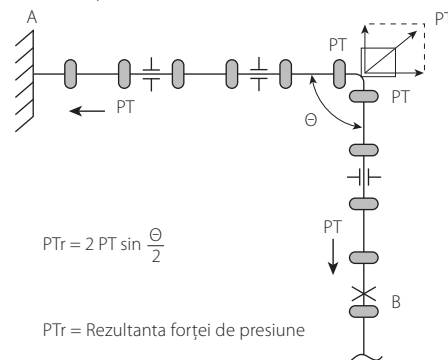 A
PT
PT
PT
PT
Θ
PT
B
PTr = 2 PT sin Θ/2
PTr = Rezultanta forței de presiune